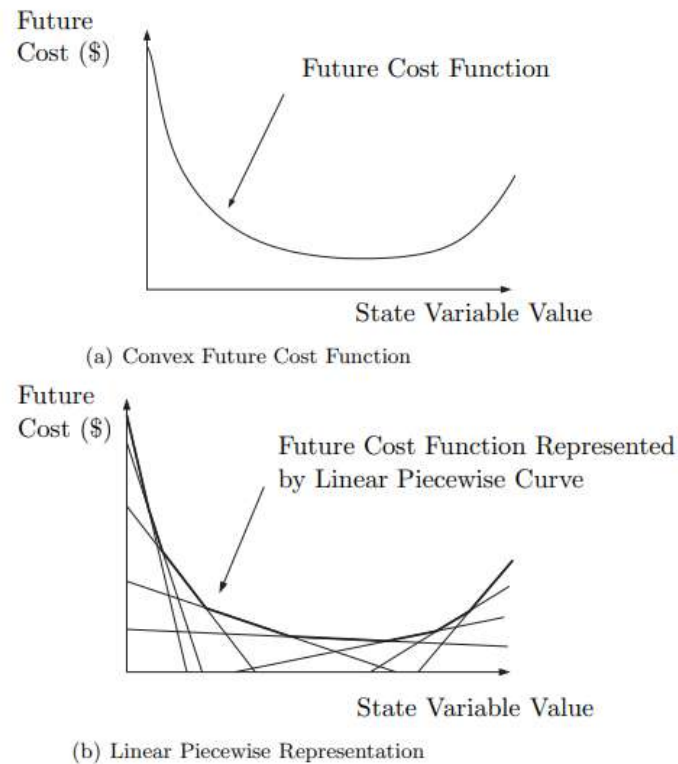 Future
Cost ($)
Future Cost Function
State Variable Value
(a) Convex Future Cost Function
Future
Cost ($)
Future Cost Function Represented
by Linear Piecewise Curve
State Variable Value
(b) Linear Piecewise Representation